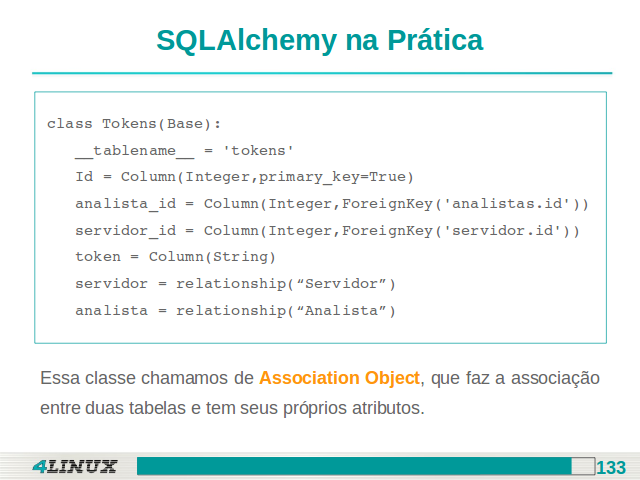 SQLAlchemy na Prática
class Tokens(Base):
__tablename__ = 'tokens'
Id = Column(Integer,primary_key=True)
analista_id = Column(Integer,ForeignKey('analistas.id'))
servidor_id = Column(Integer,ForeignKey('servidor.id'))
token = Column(String)
servidor = relationship(“Servidor”)
analista = relationship(“Analista”)
Essa classe chamamos de Association Object, que faz a associação
entre duas tabelas e tem seus próprios atributos.
4LINUX 133